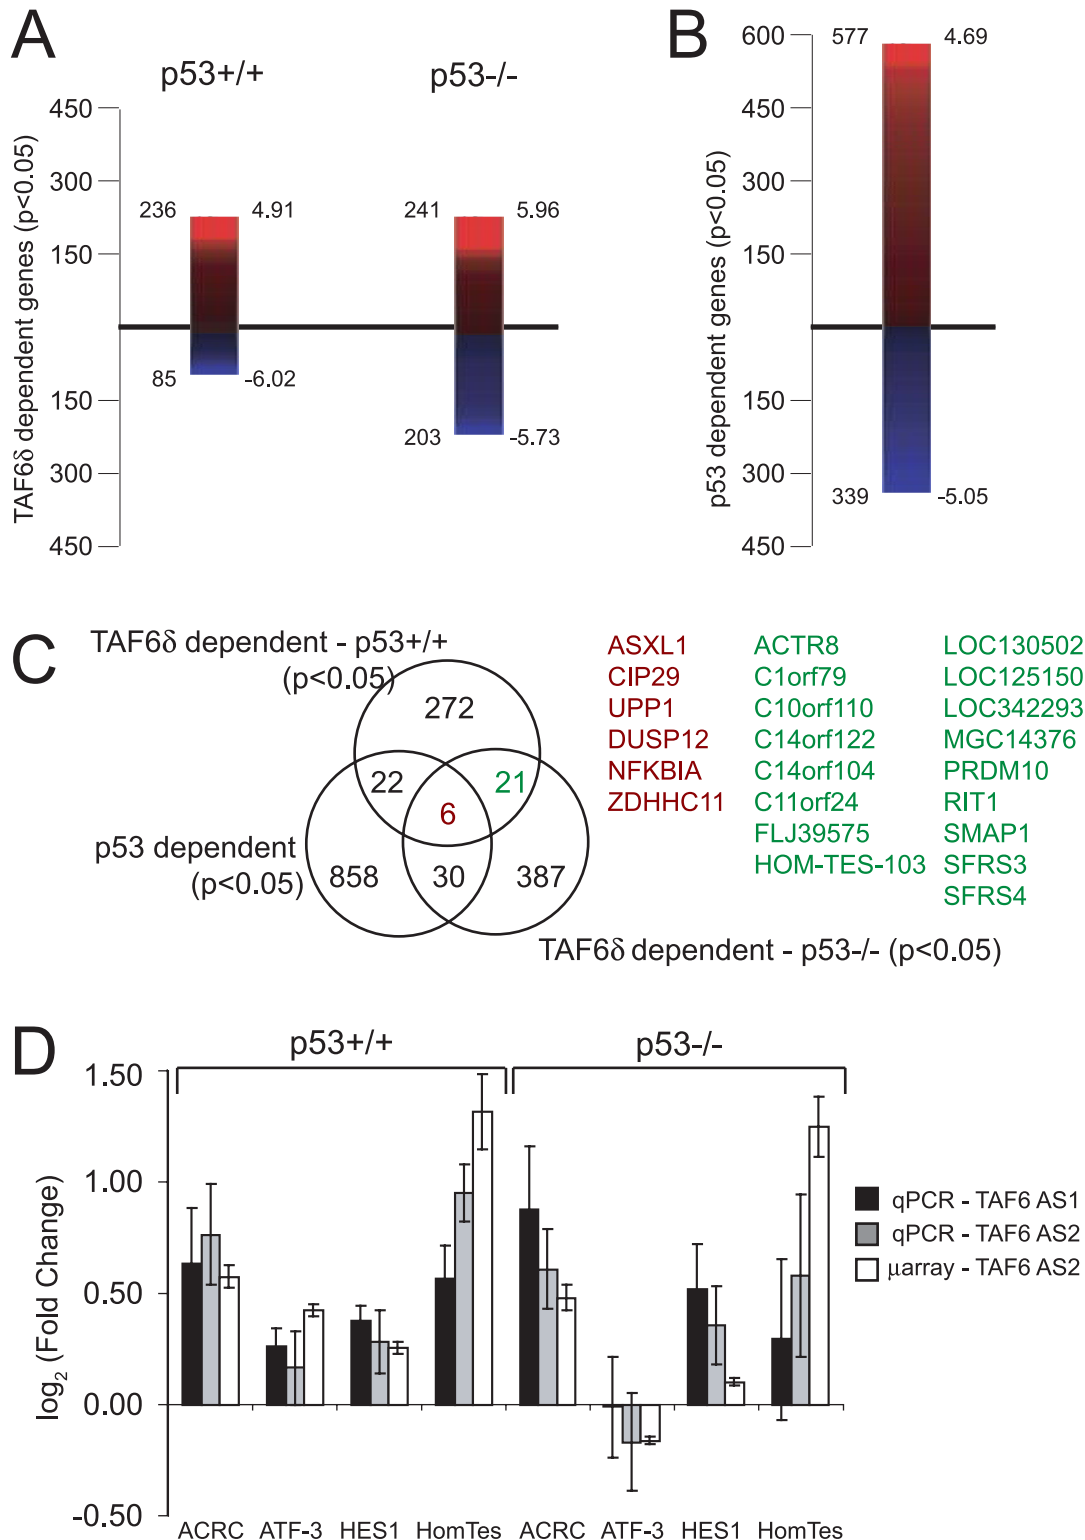 A
p53+/+
p53-/-
TAF6δ dependent genes (p<0.05)
450
300
150
150
300
450
236
4.91
85
-6.02
241
5.96
203
-5.73
B
p53 dependent genes (p<0.05)
600
450
300
150
150
300
450
577
4.69
339
-5.05
C
TAF6δ dependent - p53+/+
(p<0.05)
272
22
21
6
p53 dependent
(p<0.05)
858
30
387
TAF6δ dependent - p53-/- (p<0.05)
ASXL1
CIP29
UPP1
DUSP12
NFKBIA
ZDHHC11
ACTR8
C1orf79
C10orf110
C14orf122
C14orf104
C11orf24
FLJ39575
HOM-TES-103
LOC130502
LOC125150
LOC342293
MGC14376
PRDM10
RIT1
SMAP1
SFRS3
SFRS4
D
p53+/+
p53-/-
log2 (Fold Change)
1.50
1.00
0.50
0.00
-0.50
ACRC ATF-3 HES1 HomTes ACRC ATF-3 HES1 HomTes
qPCR - TAF6 AS1
qPCR - TAF6 AS2
μarray - TAF6 AS2